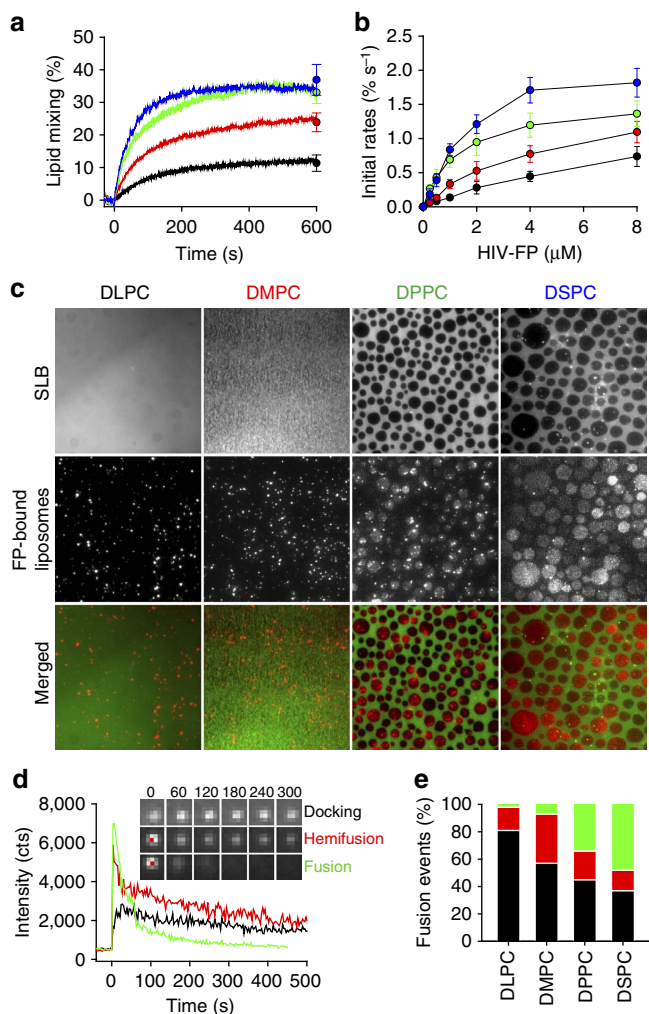 a
b
50
40
30
20
10
0
Lipid mixing (%)
0
200
400
600
Time (s)
2.0
1.5
1.0
0.5
0.0
Initial rates (% s⁻¹)
0
2
4
6
8
HIV-FP (μM)
c
DLPC
DMPC
DPPC
DSPC
SLB
FP-bound
liposomes
Merged
d
8,000
6,000
4,000
2,000
0
Intensity (cts)
0
60
120
180
240
300
Docking
Hemifusion
Fusion
0
100
200
300
400
500
Time (s)
e
100
80
60
40
20
0
Fusion events (%)
DLPC
DMPC
DPPC
DSPC